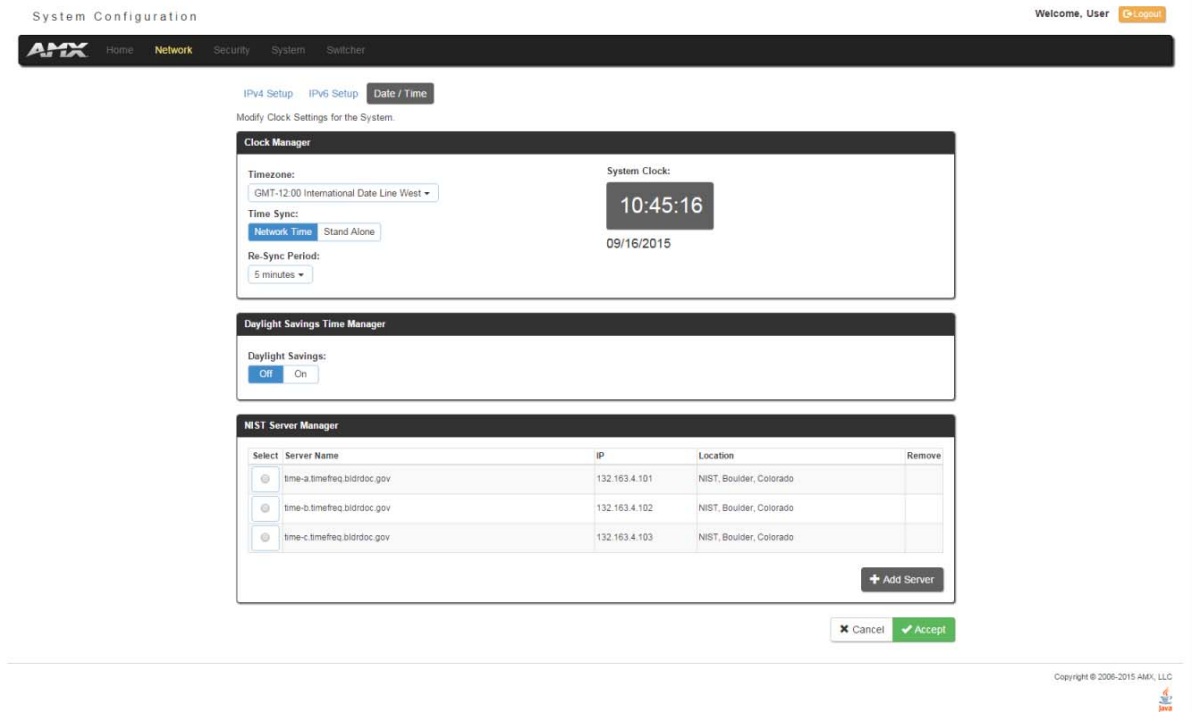 System Configuration
Welcome, User Logout
AMX Home Network Security System Switcher
IPv4 Setup IPv6 Setup Date / Time
Modify Clock Settings for the System.
Clock Manager
Timezone:
GMT-12:00 International Date Line West
Time Sync:
Network Time Stand Alone
Re-Sync Period:
5 minutes
System Clock:
10:45:16
09/16/2015
Daylight Savings Time Manager
Daylight Savings:
Off On
NIST Server Manager
Select Server Name IP Location Remove
time-a.timefreq.bldrdoc.gov 132.163.4.101 NIST, Boulder, Colorado
time-b.timefreq.bldrdoc.gov 132.163.4.102 NIST, Boulder, Colorado
time-c.timefreq.bldrdoc.gov 132.163.4.103 NIST, Boulder, Colorado
Add Server
Cancel Accept
Copyright © 2006-2015 AMX, LLC
Java